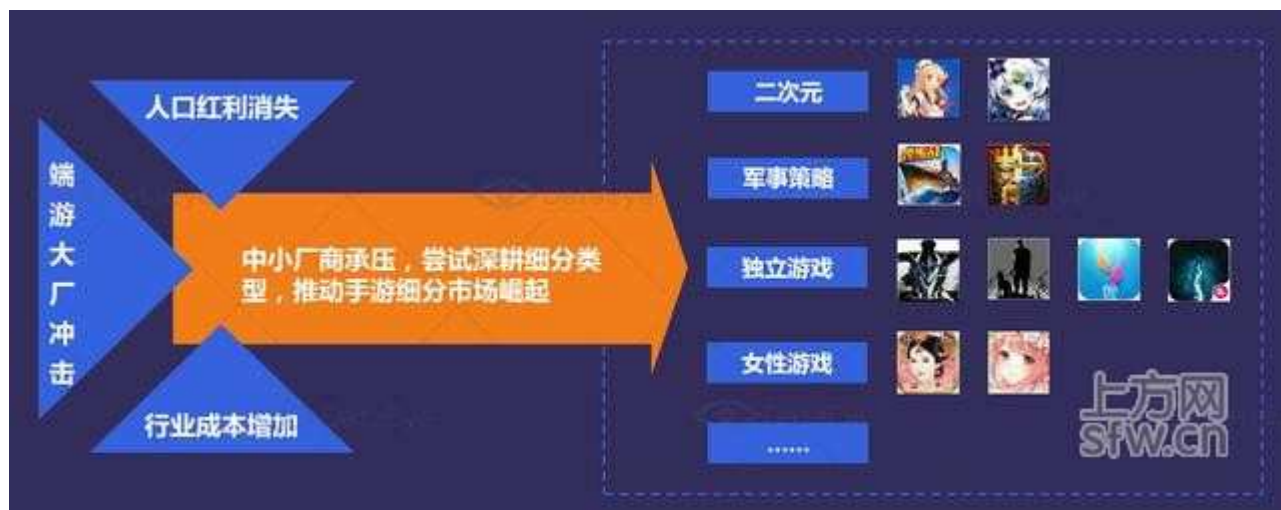 人口红利消失
端游大厂冲击
中小厂商承压，尝试深耕细分类
型，推动手游细分市场崛起
行业成本增加
二次元
军事策略
独立游戏
女性游戏
......
上方网
sfw.cn